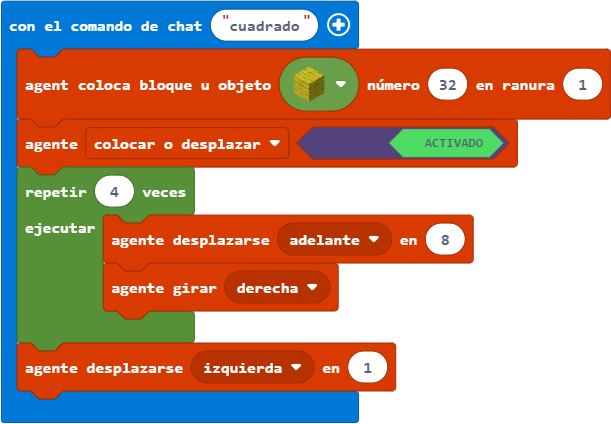 con el comando de chat "cuadrado"
agent coloca bloque u objeto número 32 en ranura 1
agente colocar o desplazar ACTIVADO
repetir 4 veces
ejecutar
agente desplazarse adelante en 8
agente girar derecha
agente desplazarse izquierda en 1